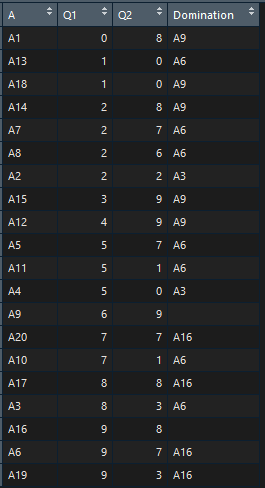 A Q1 Q2 Domination
A1 0 8 A9
A13 1 0 A6
A18 1 0 A9
A14 2 8 A9
A7 2 7 A6
A8 2 6 A6
A2 2 2 A3
A15 3 9 A9
A12 4 9 A9
A5 5 7 A6
A11 5 1 A6
A4 5 0 A3
A9 6 9
A20 7 7 A16
A10 7 1 A6
A17 8 8 A16
A3 8 3 A6
A16 9 8
A6 9 7 A16
A19 9 3 A16